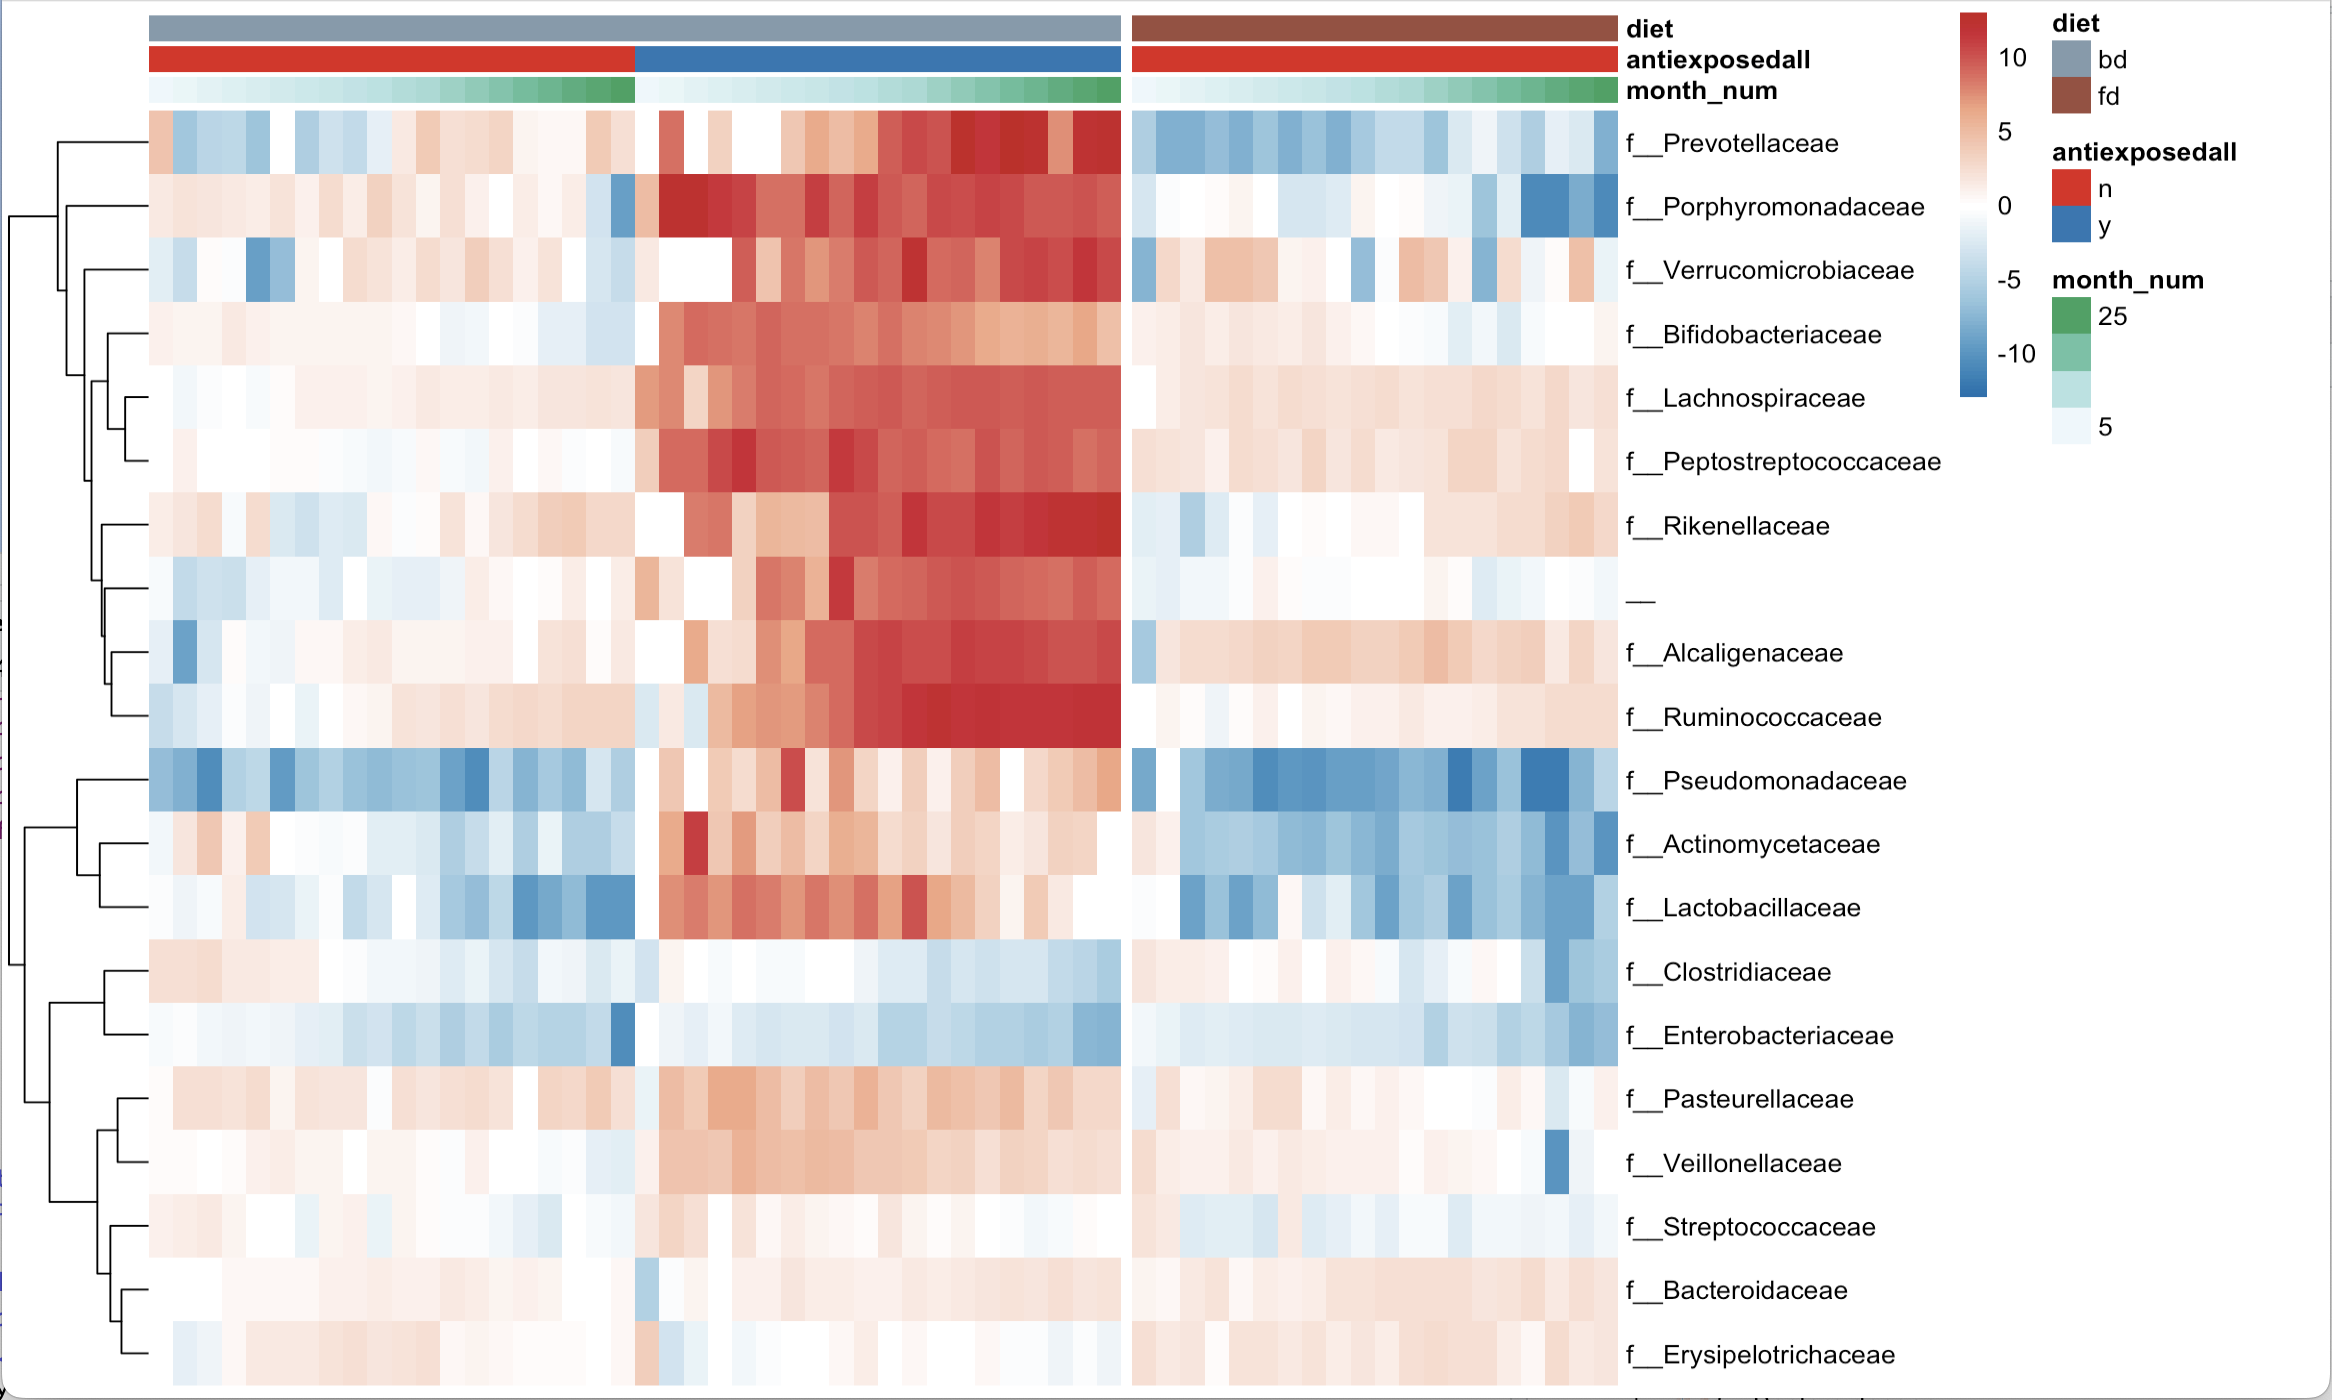 diet
antiexposedall
month_num
f__Prevotellaceae
f__Porphyromonadaceae
f__Verrucomicrobiaceae
f__Bifidobacteriaceae
f__Lachnospiraceae
f__Peptostreptococcaceae
f__Rikenellaceae
__
f__Alcaligenaceae
f__Ruminococcaceae
f__Pseudomonadaceae
f__Actinomycetaceae
f__Lactobacillaceae
f__Clostridiaceae
f__Enterobacteriaceae
f__Pasteurellaceae
f__Veillonellaceae
f__Streptococcaceae
f__Bacteroidaceae
f__Erysipelotrichaceae
10
5
0
-5
-10
diet
bd
fd
antiexposedall
n
y
month_num
25
5